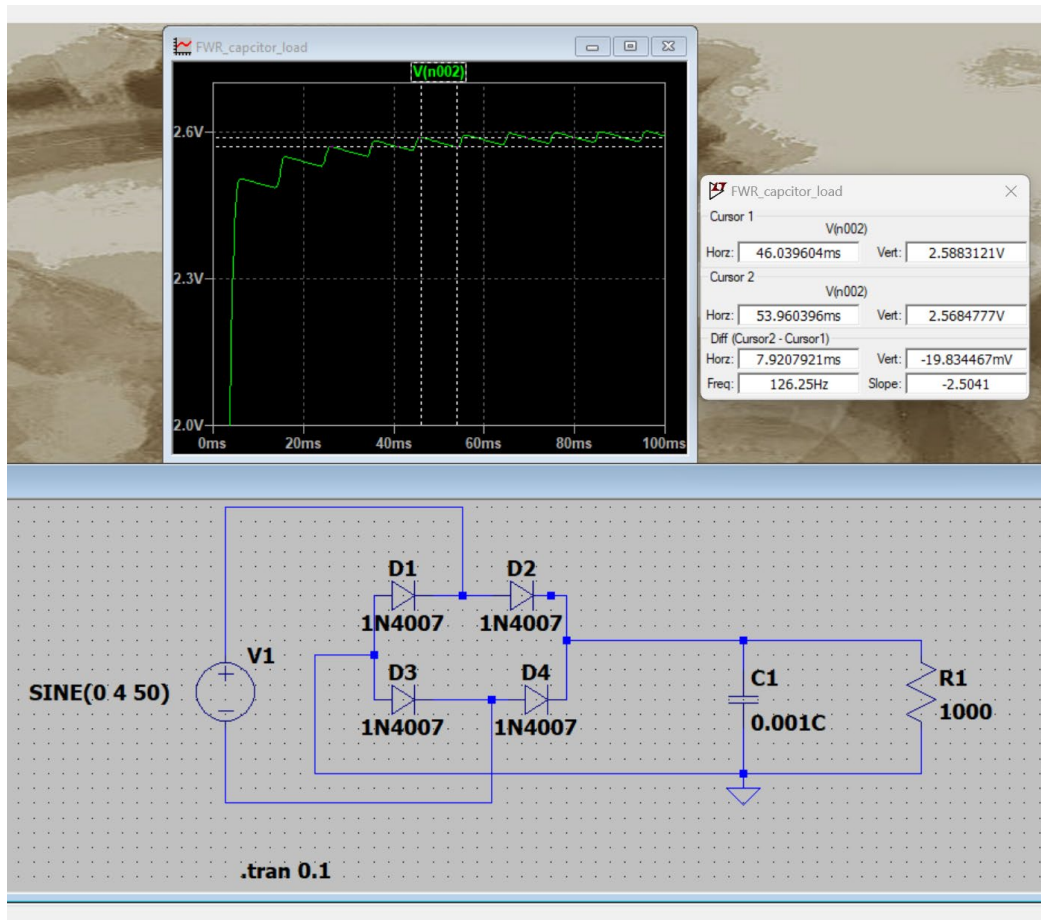 FWR_capcitor_load
V(n002)
2.6V
2.3V
2.0V
0ms 20ms 40ms 60ms 80ms 100ms
FWR_capcitor_load
Cursor 1
V(n002)
Horz: 46.039604ms Vert: 2.5883121V
Cursor 2
V(n002)
Horz: 53.960396ms Vert: 2.5684777V
Diff (Cursor2 - Cursor1)
Horz: 7.9207921ms Vert: -19.834467mV
Freq: 126.25Hz Slope: -2.5041
D1 D2
1N4007 1N4007
V1
D3 D4
C1 R1
SINE(0 4 50)
1N4007 1N4007
0.001C 1000
.tran 0.1